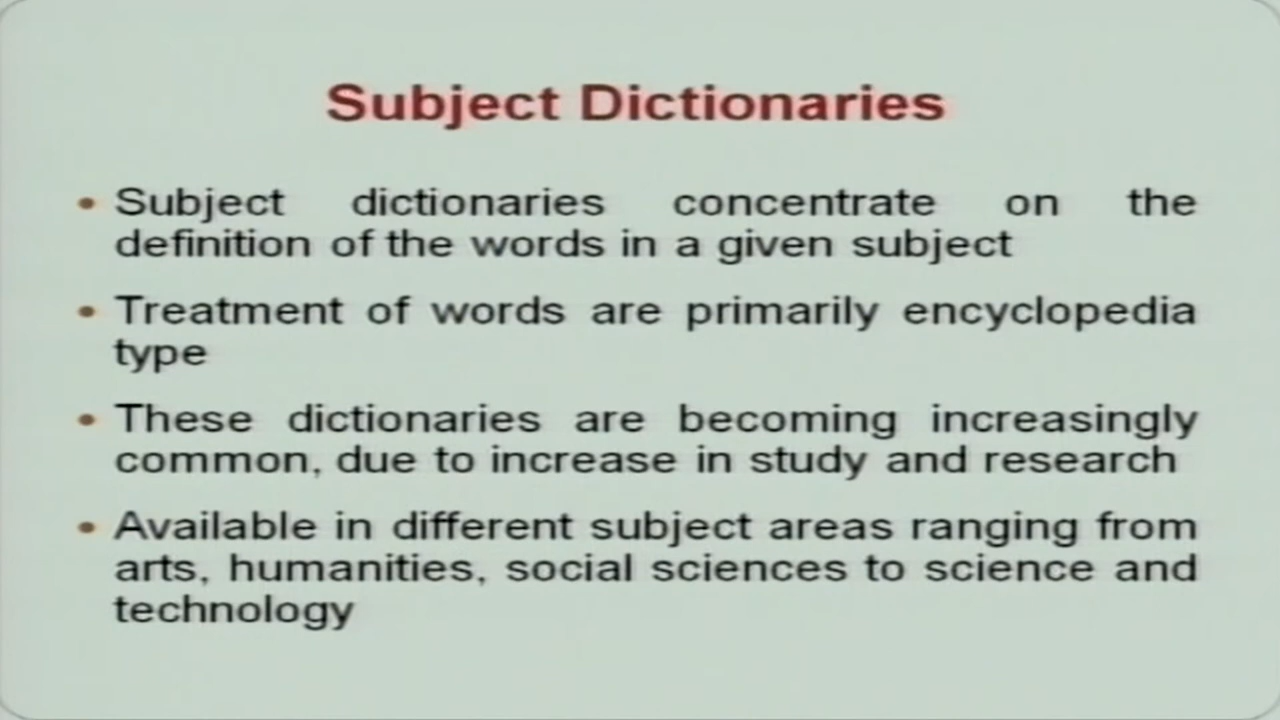 Subject Dictionaries
• Subject dictionaries concentrate on the
definition of the words in a given subject
• Treatment of words are primarily encyclopedia
type
• These dictionaries are becoming increasingly
common, due to increase in study and research
• Available in different subject areas ranging from
arts, humanities, social sciences to science and
technology